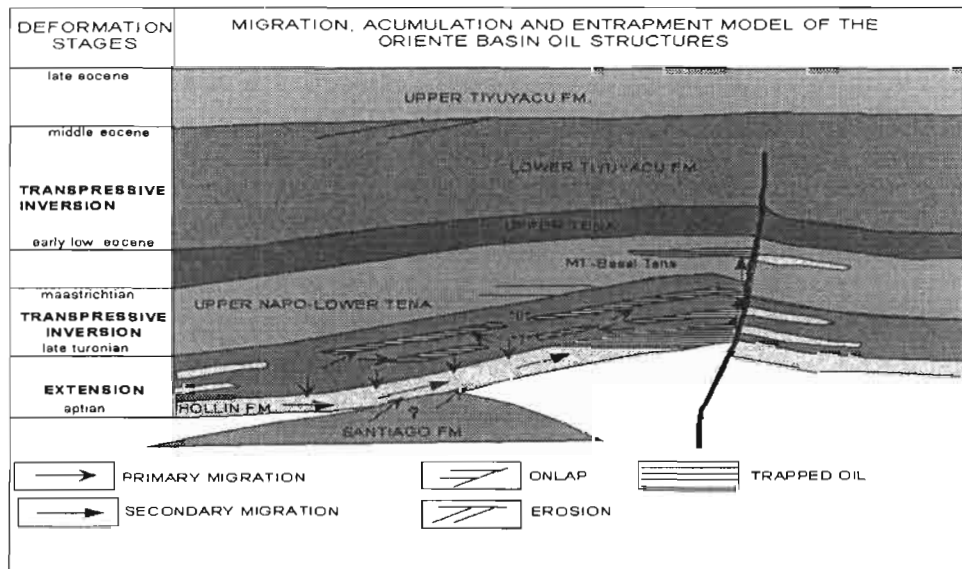 DEFORMATION
STAGES
MIGRATION, ACUMULATION AND ENTRAPMENT MODEL OF THE
ORIENTE BASIN OIL STRUCTURES
late eocene
UPPER TIYUYACU FM.
middle eocene
LOWER TIYUYACU FM.
TRANSPRESSIVE
INVERSION
UPPER TENA
early low eocene
M1-Basal Tena
maastrichtian
UPPER NAPO-LOWER TENA
TRANSPRESSIVE
INVERSION
late turonian
EXTENSION
aptian
HOLLIN FM.
?
SANTIAGO FM
PRIMARY MIGRATION
ONLAP
TRAPPED OIL
SECONDARY MIGRATION
EROSION